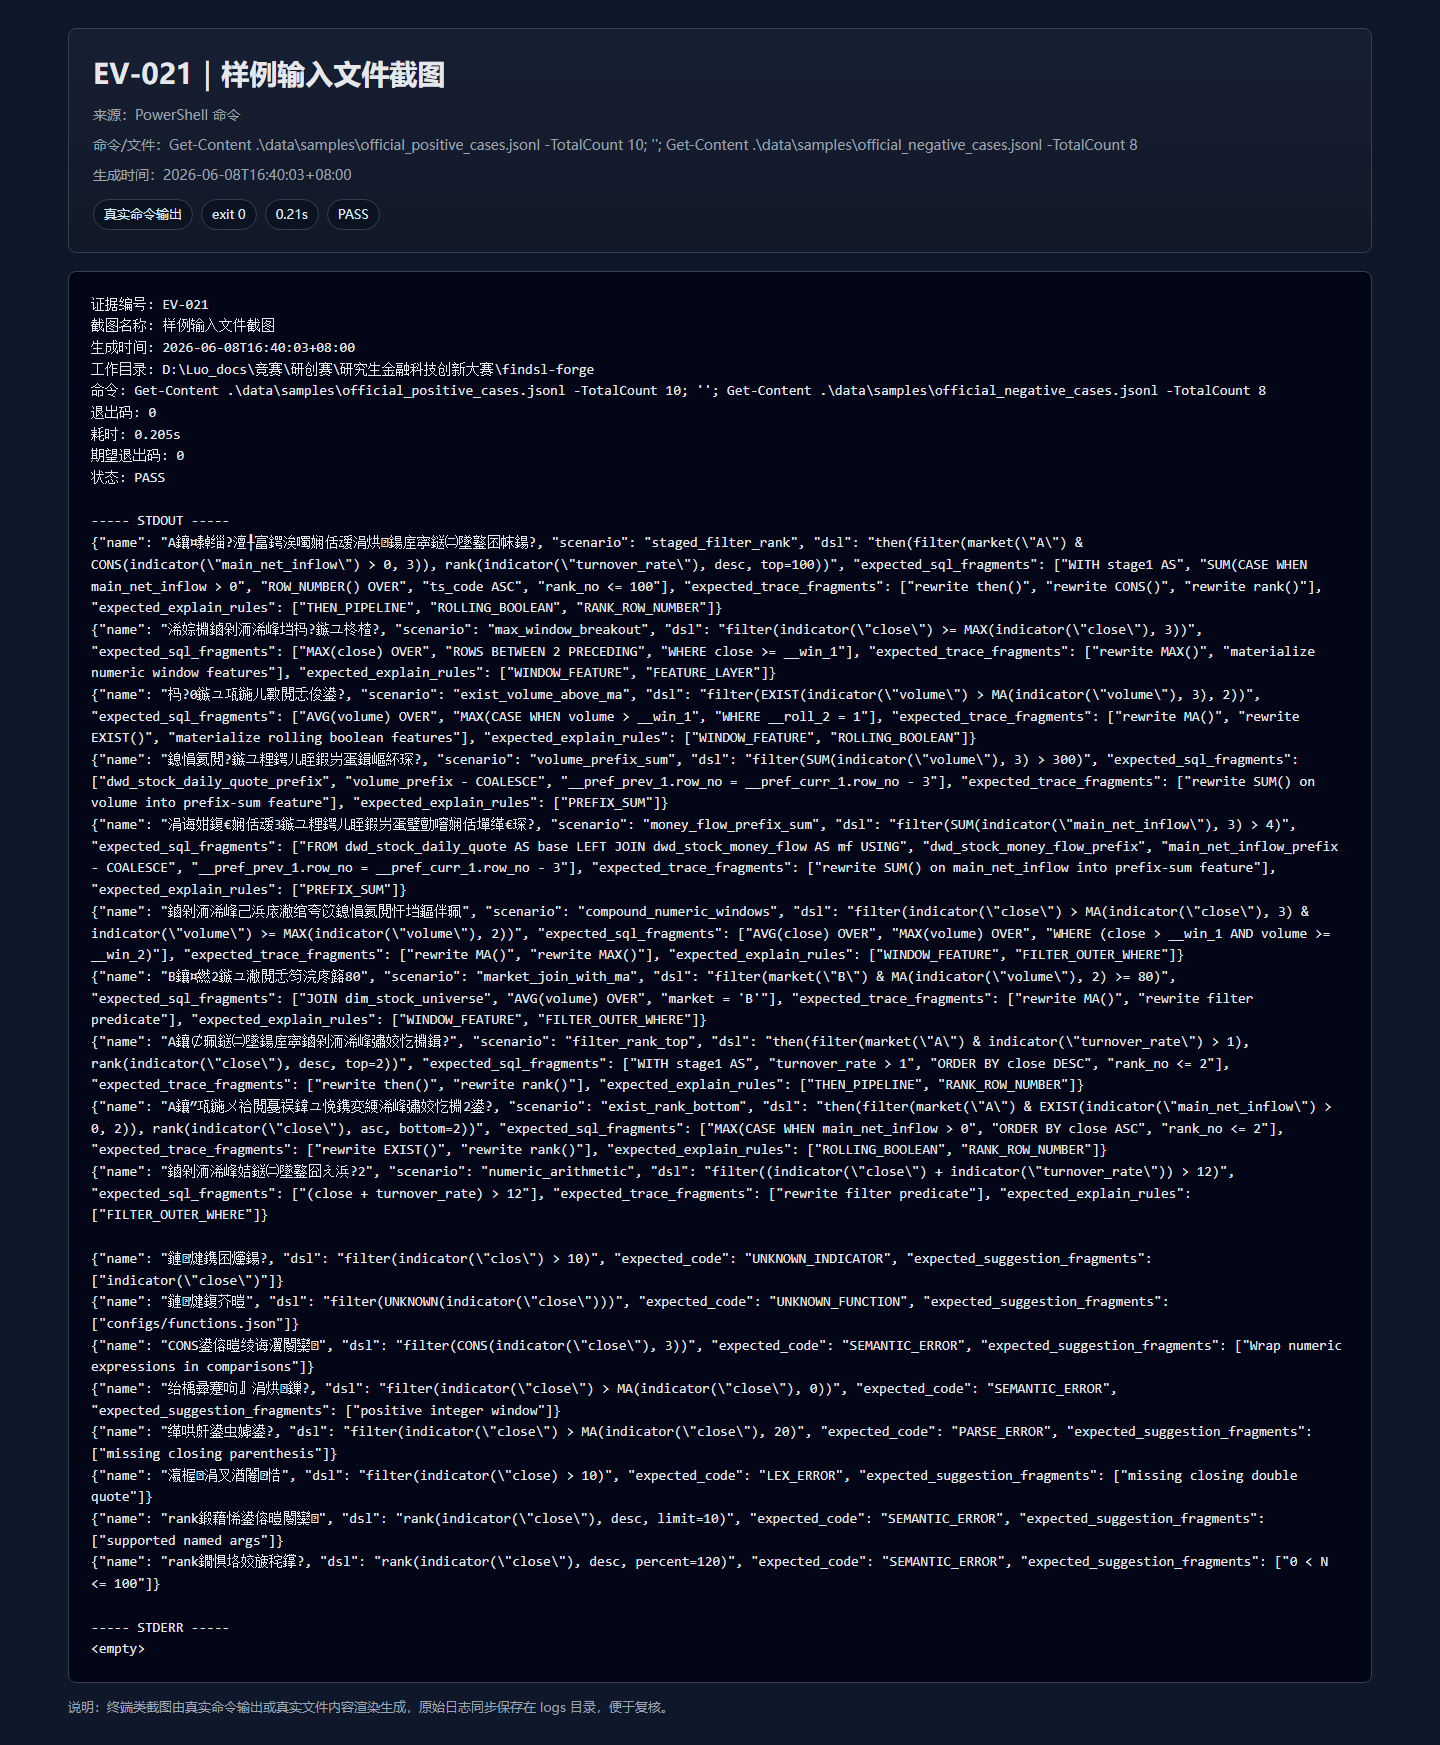 EV-021｜样例输入文件截图
来源：PowerShell 命令
命令/文件：Get-Content .\data\samples\official_positive_cases.jsonl -TotalCount 10; ''; Get-Content .\data\samples\official_negative_cases.jsonl -TotalCount 8
生成时间：2026-06-08T16:40:03+08:00
真实命令输出 exit 0 0.21s PASS
证据编号: EV-021
截图名称: 样例输入文件截图
生成时间: 2026-06-08T16:40:03+08:00
工作目录: D:\Luo_docs\竞赛\研创赛\研究生金融科技创新大赛\findsl-forge
命令: Get-Content .\data\samples\official_positive_cases.jsonl -TotalCount 10; ''; Get-Content .\data\samples\official_negative_cases.jsonl -TotalCount 8
退出码: 0
耗时: 0.205s
期望退出码: 0
状态: PASS
----- STDOUT -----
{"name": "A, "scenario": "staged_filter_rank", "dsl": "then(filter(market(\"A\") &
CONS(indicator(\"main_net_inflow\") > 0, 3)), rank(indicator(\"turnover_rate\"), desc, top=100))", "expected_sql_fragments": ["WITH stage1 AS", "SUM(CASE WHEN
main_net_inflow > 0", "ROW_NUMBER() OVER", "ts_code ASC", "rank_no <= 100"], "expected_trace_fragments": ["rewrite then()", "rewrite CONS()", "rewrite rank()"],
"expected_explain_rules": ["THEN_PIPELINE", "ROLLING_BOOLEAN", "RANK_ROW_NUMBER"]}
{"name": ", "scenario": "max_window_breakout", "dsl": "filter(indicator(\"close\") >= MAX(indicator(\"close\"), 3))",
"expected_sql_fragments": ["MAX(close) OVER", "ROWS BETWEEN 2 PRECEDING", "WHERE close >= __win_1"], "expected_trace_fragments": ["rewrite MAX()", "materialize
numeric window features"], "expected_explain_rules": ["WINDOW_FEATURE", "FEATURE_LAYER"]}
{"name": ", "scenario": "exist_volume_above_ma", "dsl": "filter(EXIST(indicator(\"volume\") > MA(indicator(\"volume\"), 3), 2))",
"expected_sql_fragments": ["AVG(volume) OVER", "MAX(CASE WHEN volume > __win_1", "WHERE __roll_2 = 1"], "expected_trace_fragments": ["rewrite MA()", "rewrite
EXIST()", "materialize rolling boolean features"], "expected_explain_rules": ["WINDOW_FEATURE", "ROLLING_BOOLEAN"]}
{"name": ", "scenario": "volume_prefix_sum", "dsl": "filter(SUM(indicator(\"volume\"), 3) > 300)", "expected_sql_fragments":
["dwd_stock_daily_quote_prefix", "volume_prefix - COALESCE", "__pref_prev_1.row_no = __pref_curr_1.row_no - 3"], "expected_trace_fragments": ["rewrite SUM() on
volume into prefix-sum feature"], "expected_explain_rules": ["PREFIX_SUM"]}
{"name": ", "scenario": "money_flow_prefix_sum", "dsl": "filter(SUM(indicator(\"main_net_inflow\"), 3) > 4)",
"expected_sql_fragments": ["FROM dwd_stock_daily_quote AS base LEFT JOIN dwd_stock_money_flow AS mf USING", "dwd_stock_money_flow_prefix", "main_net_inflow_prefix
- COALESCE", "__pref_prev_1.row_no = __pref_curr_1.row_no - 3"], "expected_trace_fragments": ["rewrite SUM() on main_net_inflow into prefix-sum feature"],
"expected_explain_rules": ["PREFIX_SUM"]}
{"name": "", "scenario": "compound_numeric_windows", "dsl": "filter(indicator(\"close\") > MA(indicator(\"close\"), 3) &
indicator(\"volume\") >= MAX(indicator(\"volume\"), 2))", "expected_sql_fragments": ["AVG(close) OVER", "MAX(volume) OVER", "WHERE (close > __win_1 AND volume >=
__win_2)"], "expected_trace_fragments": ["rewrite MA()", "rewrite MAX()"], "expected_explain_rules": ["WINDOW_FEATURE", "FILTER_OUTER_WHERE"]}
{"name": "B 80", "scenario": "market_join_with_ma", "dsl": "filter(market(\"B\") & MA(indicator(\"volume\"), 2) >= 80)",
"expected_sql_fragments": ["JOIN dim_stock_universe", "AVG(volume) OVER", "market = 'B'"], "expected_trace_fragments": ["rewrite MA()", "rewrite filter
predicate"], "expected_explain_rules": ["WINDOW_FEATURE", "FILTER_OUTER_WHERE"]}
{"name": "A ?", "scenario": "filter_rank_top", "dsl": "then(filter(market(\"A\") & indicator(\"turnover_rate\") > 1),
rank(indicator(\"close\"), desc, top=2))", "expected_sql_fragments": ["WITH stage1 AS", "turnover_rate > 1", "ORDER BY close DESC", "rank_no <= 2"],
"expected_trace_fragments": ["rewrite then()", "rewrite rank()"], "expected_explain_rules": ["THEN_PIPELINE", "RANK_ROW_NUMBER"]}
{"name": "A, "scenario": "exist_rank_bottom", "dsl": "then(filter(market(\"A\") & EXIST(indicator(\"main_net_inflow\") >
0, 2)), rank(indicator(\"close\"), asc, bottom=2))", "expected_sql_fragments": ["MAX(CASE WHEN main_net_inflow > 0", "ORDER BY close ASC", "rank_no <= 2"],
"expected_trace_fragments": ["rewrite EXIST()", "rewrite rank()"], "expected_explain_rules": ["ROLLING_BOOLEAN", "RANK_ROW_NUMBER"]}
{"name": " ?2", "scenario": "numeric_arithmetic", "dsl": "filter((indicator(\"close\") + indicator(\"turnover_rate\")) > 12)",
"expected_sql_fragments": ["(close + turnover_rate) > 12"], "expected_trace_fragments": ["rewrite filter predicate"], "expected_explain_rules":
["FILTER_OUTER_WHERE"]}
{"name": ", "dsl": "filter(indicator(\"clos\") > 10)", "expected_code": "UNKNOWN_INDICATOR", "expected_suggestion_fragments":
["indicator(\"close\")"]}
{"name": "", "dsl": "filter(UNKNOWN(indicator(\"close\")))", "expected_code": "UNKNOWN_FUNCTION", "expected_suggestion_fragments":
["configs/functions.json"]}
{"name": "CONS", "dsl": "filter(CONS(indicator(\"close\"), 3))", "expected_code": "SEMANTIC_ERROR", "expected_suggestion_fragments": ["Wrap numeric
expressions in comparisons"]}
{"name": ", "dsl": "filter(indicator(\"close\") > MA(indicator(\"close\"), 0))", "expected_code": "SEMANTIC_ERROR",
"expected_suggestion_fragments": ["positive integer window"]}
{"name": ", "dsl": "filter(indicator(\"close\") > MA(indicator(\"close\"), 20)", "expected_code": "PARSE_ERROR", "expected_suggestion_fragments":
["missing closing parenthesis"]}
{"name": "", "dsl": "filter(indicator(\"close) > 10)", "expected_code": "LEX_ERROR", "expected_suggestion_fragments": ["missing closing double
quote"]}
{"name": "rank", "dsl": "rank(indicator(\"close\"), desc, limit=10)", "expected_code": "SEMANTIC_ERROR", "expected_suggestion_fragments":
["supported named args"]}
{"name": "rank, "dsl": "rank(indicator(\"close\"), desc, percent=120)", "expected_code": "SEMANTIC_ERROR", "expected_suggestion_fragments": ["0 < N
<= 100"]}
----- STDERR -----
<empty>
说明：终端类截图由真实命令输出或真实文件内容渲染生成，原始日志同步保存在 logs 目录，便于复核。